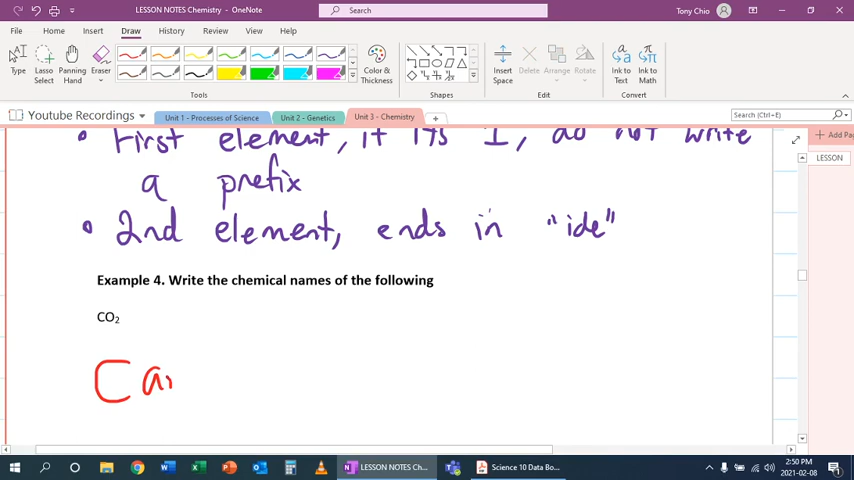 LESSON NOTES Chemistry - OneNote
Search
Tony Chio
File Home Insert Draw History Review View Help
Type Lasso Select Panning Hand Eraser Color & Thickness Insert Space Delete Arrange Rotate Ink to Text Ink to Math
Tools Shapes Edit Convert
Youtube Recordings Unit 1 - Processes of Science Unit 2 - Genetics Unit 3 - Chemistry + Search (Ctrl+E)
+ Add Pag
LESSON
• First element, if its 1, do not write
a prefix
• 2nd element, ends in "ide"
Example 4. Write the chemical names of the following
CO₂
Ca
LESSON NOTES Ch... Science 10 Data Bo... 2:50 PM
2021-02-08